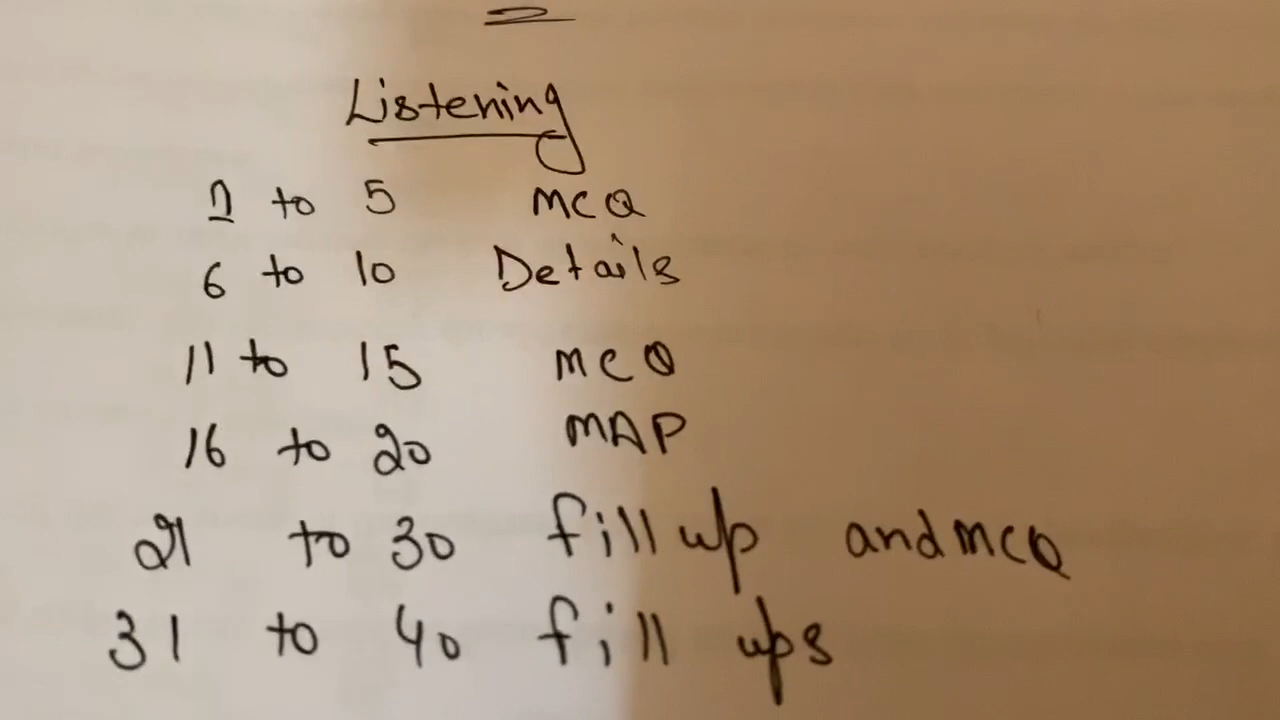 Listening
1 to 5 MCQ
6 to 10 Details
11 to 15 MCQ
16 to 20 MAP
21 to 30 fill up and MCQ
31 to 40 fill ups